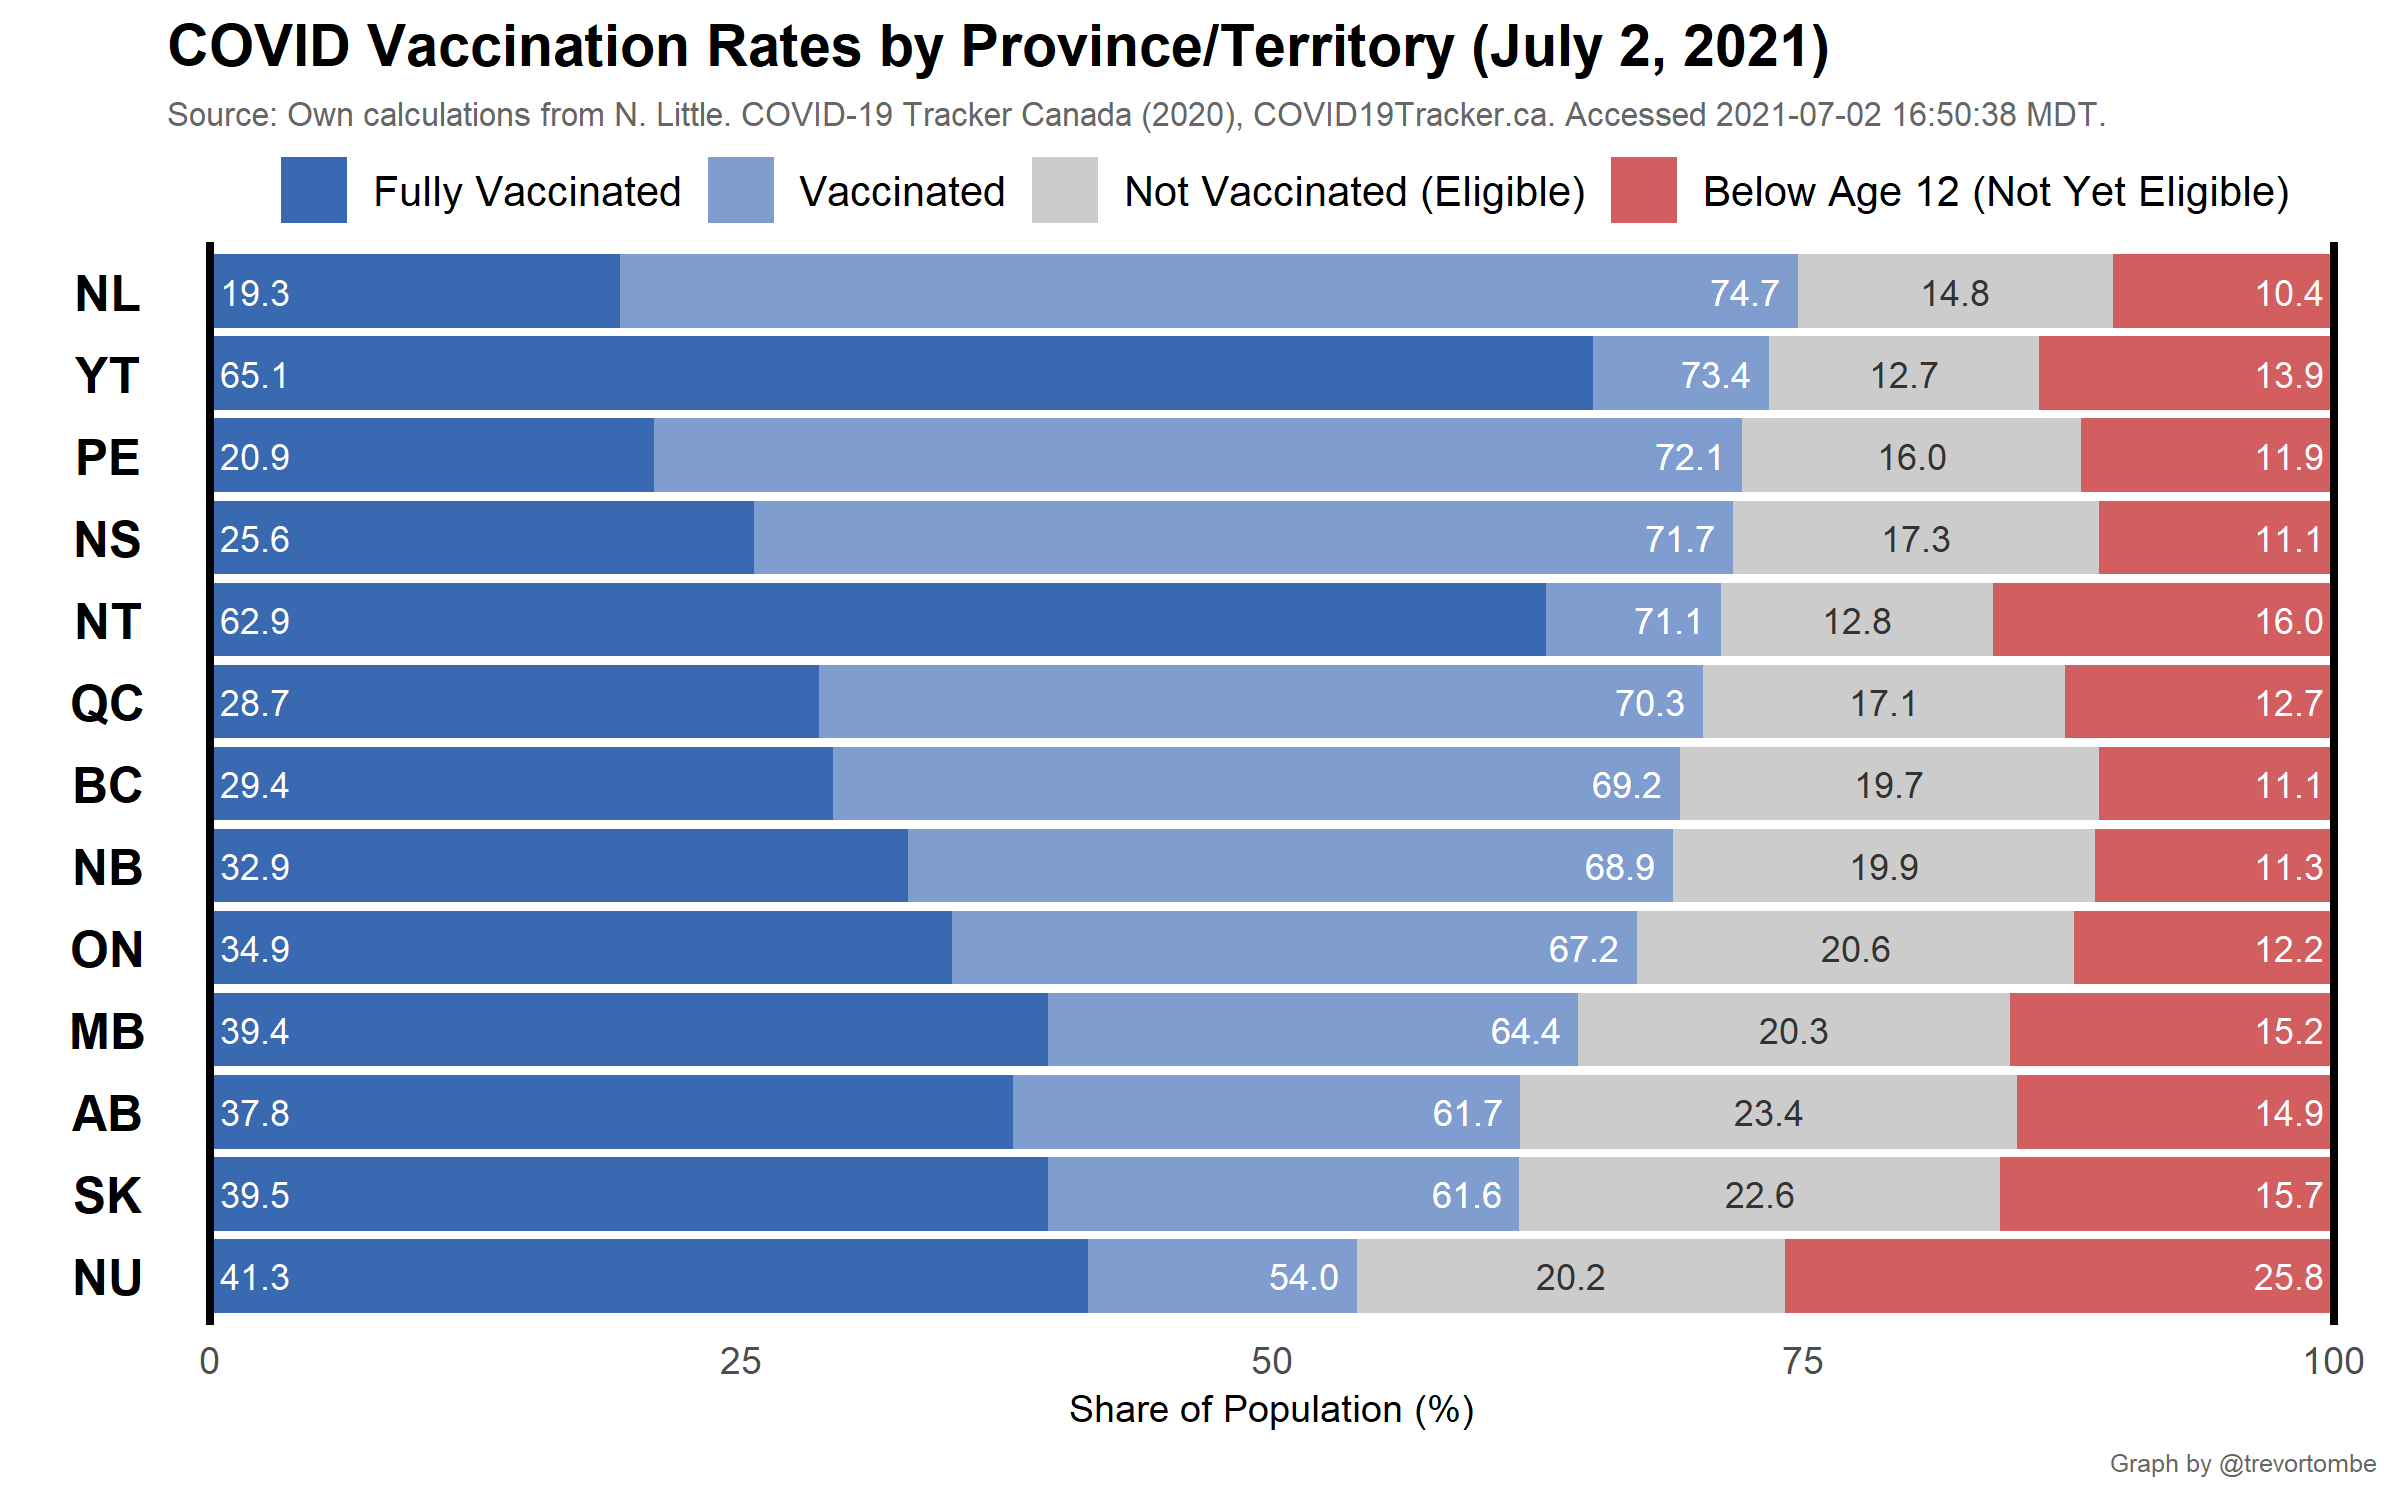 COVID Vaccination Rates by Province/Territory (July 2, 2021)
Source: Own calculations from N. Little. COVID-19 Tracker Canada (2020), COVID19Tracker.ca. Accessed 2021-07-02 16:50:38 MDT.
Fully Vaccinated Vaccinated Not Vaccinated (Eligible) Below Age 12 (Not Yet Eligible)
NL 19.3 74.7 14.8 10.4
YT 65.1 73.4 12.7 13.9
PE 20.9 72.1 16.0 11.9
NS 25.6 71.7 17.3 11.1
NT 62.9 71.1 12.8 16.0
QC 28.7 70.3 17.1 12.7
BC 29.4 69.2 19.7 11.1
NB 32.9 68.9 19.9 11.3
ON 34.9 67.2 20.6 12.2
MB 39.4 64.4 20.3 15.2
AB 37.8 61.7 23.4 14.9
SK 39.5 61.6 22.6 15.7
NU 41.3 54.0 20.2 25.8
0 25 50 75 100
Share of Population (%)
Graph by @trevortombe